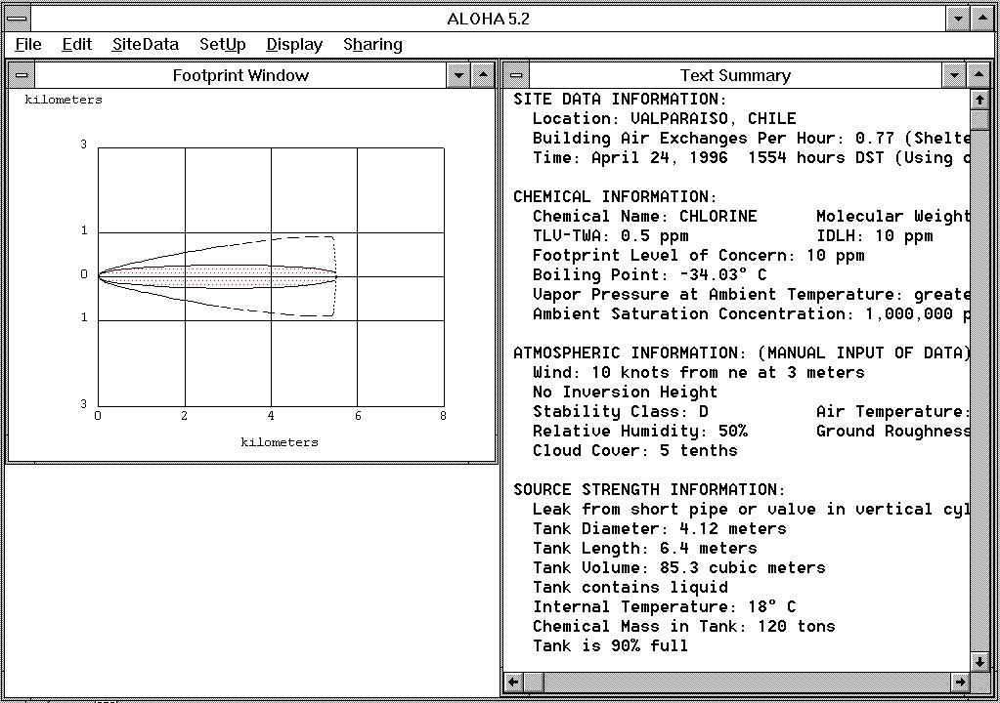 ALOHA 5.2
File Edit SiteData SetUp Display Sharing
Footprint Window
kilometers
3
1
0
1
3
0 2 4 6 8
kilometers
Text Summary
SITE DATA INFORMATION:
Location: VALPARAISO, CHILE
Building Air Exchanges Per Hour: 0.77 (Shelte
Time: April 24, 1996 1554 hours DST (Using
CHEMICAL INFORMATION:
Chemical Name: CHLORINE Molecular Weight
TLV-TWA: 0.5 ppm IDLH: 10 ppm
Footprint Level of Concern: 10 ppm
Boiling Point: -34.03° C
Vapor Pressure at Ambient Temperature: greate
Ambient Saturation Concentration: 1,000,000 p
ATMOSPHERIC INFORMATION: (MANUAL INPUT OF DATA)
Wind: 10 knots from ne at 3 meters
No Inversion Height
Stability Class: D Air Temperature:
Relative Humidity: 50% Ground Roughness
Cloud Cover: 5 tenths
SOURCE STRENGTH INFORMATION:
Leak from short pipe or valve in vertical cyl
Tank Diameter: 4.12 meters
Tank Length: 6.4 meters
Tank Volume: 85.3 cubic meters
Tank contains liquid
Internal Temperature: 18° C
Chemical Mass in Tank: 120 tons
Tank is 90% full